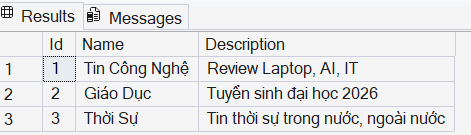 Results Messages
Id Name Description
1 1 Tin Công Nghệ Review Laptop, AI, IT
2 2 Giáo Dục Tuyển sinh đại học 2026
3 3 Thời Sự Tin thời sự trong nước, ngoài nước